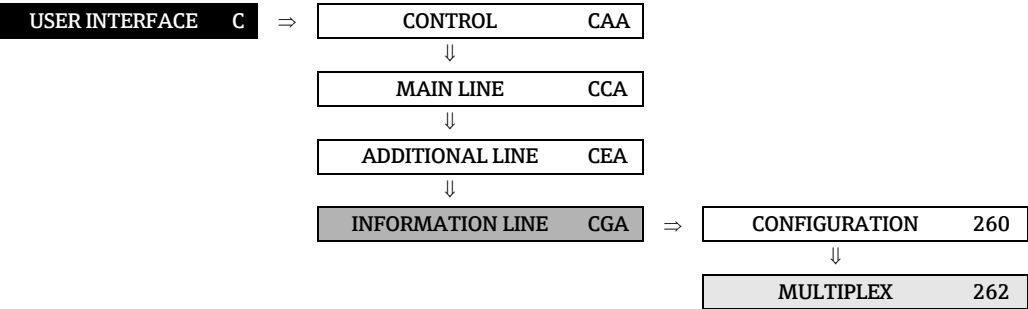 USER INTERFACE C ⇒ CONTROL CAA
⇓
MAIN LINE CCA
⇓
ADDITIONAL LINE CEA
⇓
INFORMATION LINE CGA ⇒ CONFIGURATION 260
⇓
MULTIPLEX 262